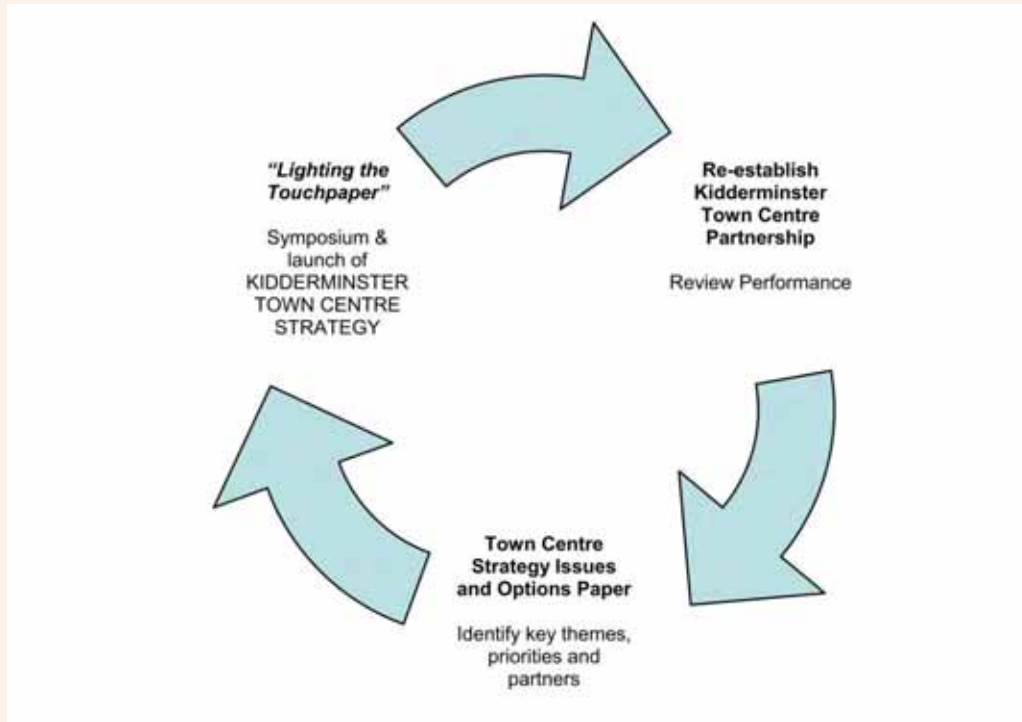 “Lighting the
Touchpaper”
Symposium &
launch of
KIDDERMINSTER
TOWN CENTRE
STRATEGY
Re-establish
Kidderminster
Town Centre
Partnership
Review Performance
Town Centre
Strategy Issues
and Options Paper
Identify key themes,
priorities and
partners